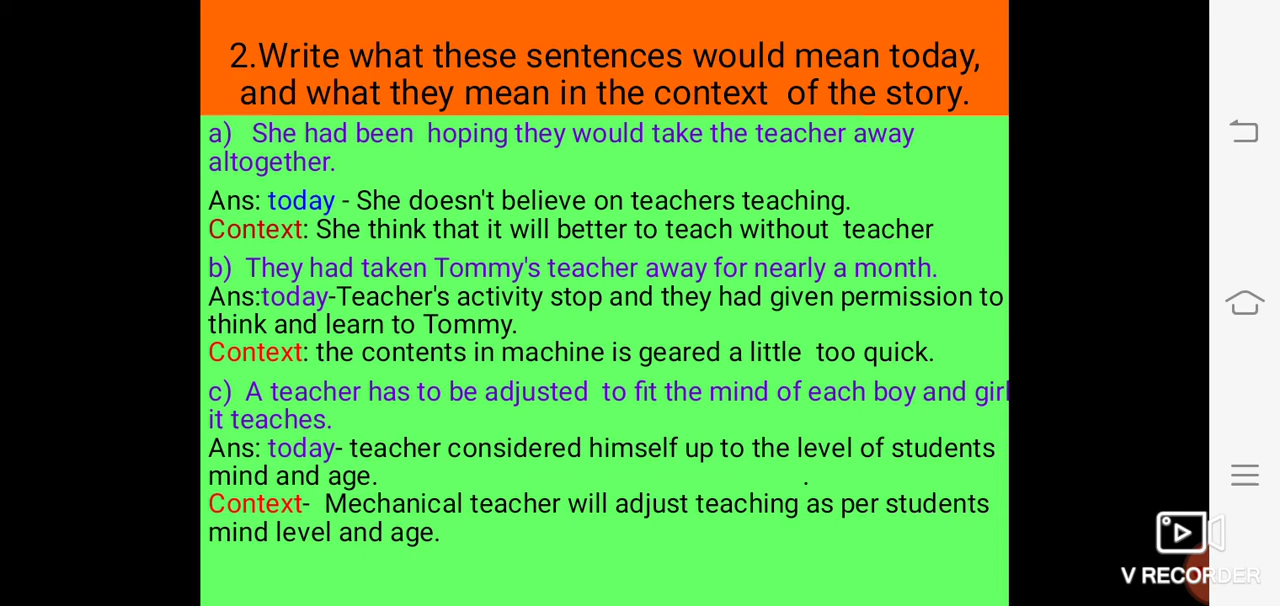 2.Write what these sentences would mean today,
and what they mean in the context of the story.
a) She had been hoping they would take the teacher away
altogether.
Ans: today - She doesn't believe on teachers teaching.
Context: She think that it will better to teach without teacher
b) They had taken Tommy's teacher away for nearly a month.
Ans:today-Teacher's activity stop and they had given permission to
think and learn to Tommy.
Context: the contents in machine is geared a little too quick.
c) A teacher has to be adjusted to fit the mind of each boy and girl
it teaches.
Ans: today- teacher considered himself up to the level of students
mind and age. .
Context- Mechanical teacher will adjust teaching as per students
mind level and age.
V RECORDER